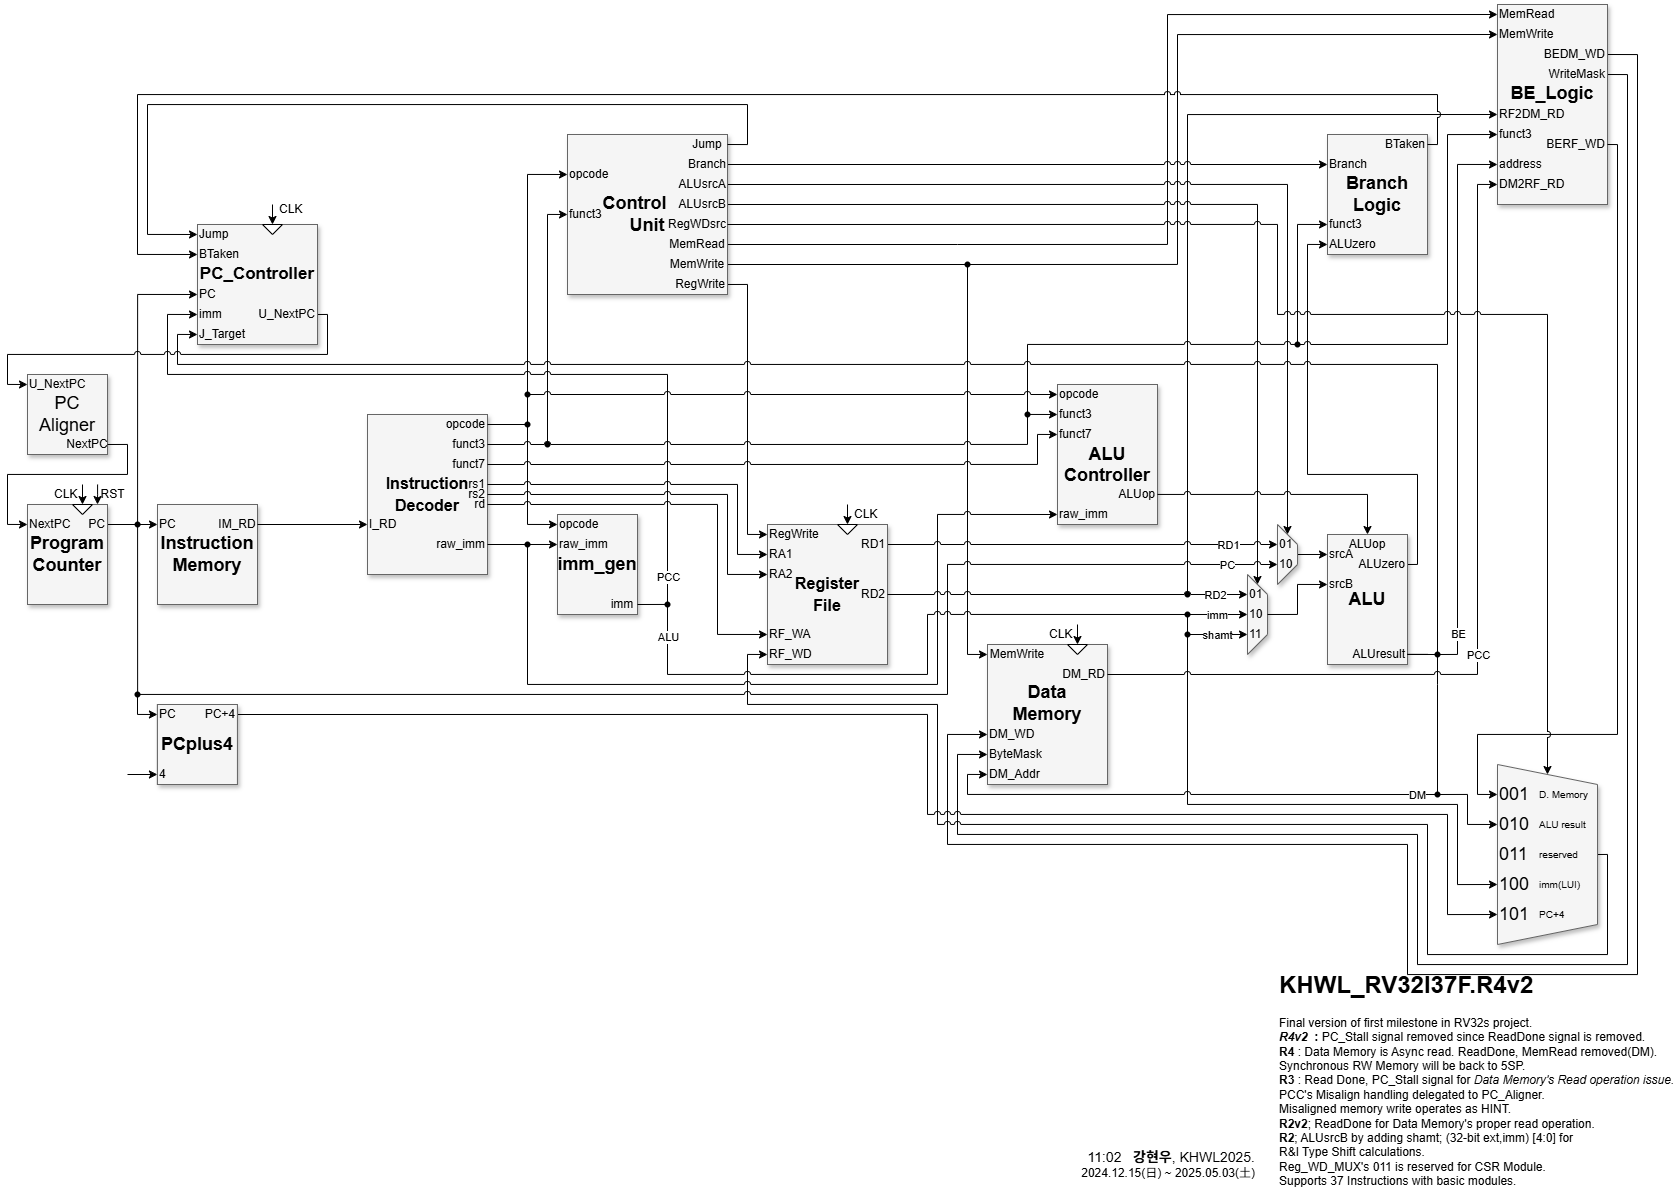 MemRead
MemWrite
BEDM_WD
WriteMask
BE_Logic
RF2DM_RD
funct3
BERF_WD
address
DM2RF_RD
Jump
Branch
ALUsrcA
ALUsrcB
RegWDsrc
MemRead
MemWrite
RegWrite
opcode
funct3
Control
Unit
BTaken
Branch
Branch
Logic
funct3
ALUzero
CLK
Jump
BTaken
PC_Controller
PC
imm
U_NextPC
J_Target
U_NextPC
PC
Aligner
NextPC
CLK
RST
NextPC
PC
Program
Counter
PC
IM_RD
Instruction
Memory
opcode
funct3
funct7
Instruction
Decoder
rs1
rs2
rd
I_RD
raw_imm
opcode
raw_imm
imm_gen
imm
PCC
ALU
CLK
RegWrite
RD1
RA1
RA2
Register
File
RD2
RF_WA
RF_WD
opcode
funct3
funct7
ALU
Controller
ALUop
raw_imm
RD1
01
PC
10
RD2
01
imm
10
shamt
11
ALUop
srcA
ALUzero
srcB
ALU
ALUresult
BE
PCC
CLK
MemWrite
DM_RD
Data
Memory
DM_WD
ByteMask
DM_Addr
DM
PC
PC+4
PCplus4
4
001 D. Memory
010 ALU result
011 reserved
100 imm(LUI)
101 PC+4
KHWL_RV32I37F.R4v2
Final version of first milestone in RV32s project.
R4v2 : PC_Stall signal removed since ReadDone signal is removed.
R4 : Data Memory is Async read. ReadDone, MemRead removed(DM).
Synchronous RW Memory will be back to 5SP.
R3 : Read Done, PC_Stall signal for Data Memory's Read operation issue.
PCC's Misalign handling delegated to PC_Aligner.
Misaligned memory write operates as HINT.
R2v2; ReadDone for Data Memory's proper read operation.
R2; ALUsrcB by adding shamt; (32-bit ext,imm) [4:0] for
R&I Type Shift calculations.
Reg_WD_MUX's 011 is reserved for CSR Module.
Supports 37 Instructions with basic modules.
11:02 강현우, KHWL2025.
2024.12.15(日) ~ 2025.05.03(土)